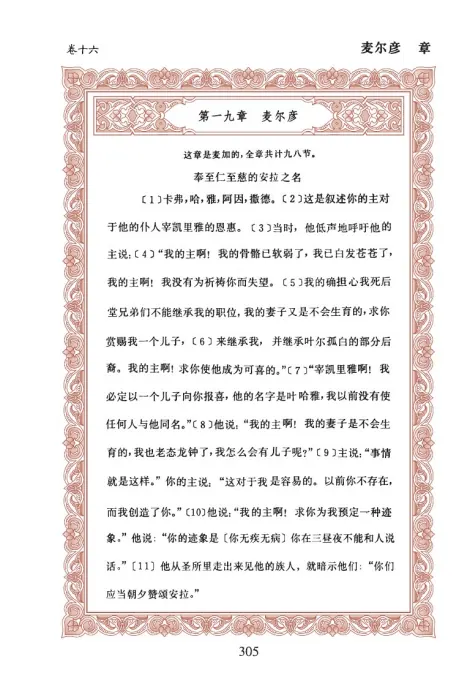 卷十六
麦尔彦 章
第一九章 麦尔彦
这章是麦加的,全章共计九八节。
奉至仁至慈的安拉之名
〔1〕卡弗,哈,雅,阿因,撒德。〔2〕这是叙述你的主对
于他的仆人宰凯里雅的恩惠。〔3〕当时, 他低声地呼吁他的
主说:〔4〕“我的主啊! 我的骨骼已软弱了, 我已白发苍苍了,
我的主啊! 我没有为祈祷你而失望。〔5〕我的确担心我死后
堂兄弟们不能继承我的职位, 我的妻子又是不会生育的, 求你
赏赐我一个儿子,〔6〕来继承我, 并继承叶尔孤白的部分后
裔。我的主啊! 求你使他成为可喜的。”〔7〕“宰凯里雅啊! 我
必定以一个儿子向你报喜, 他的名字是叶哈雅, 我以前没有使
任何人与他同名。”〔8〕他说: “我的主啊! 我的妻子是不会生
育的, 我也老态龙钟了, 我怎么会有儿子呢?”〔9〕主说: “事情
就是这样。” 你的主说: “这对于我是容易的。以前你不存在,
而我创造了你。”〔10〕他说: “我的主啊! 求你为我预定一种迹
象。” 他说: “你的迹象是〔你无疾无病〕你在三昼夜不能和人说
话。”〔11〕他从圣所里走出来见他的族人, 就暗示他们: “你们
应当朝夕赞颂安拉。”
305